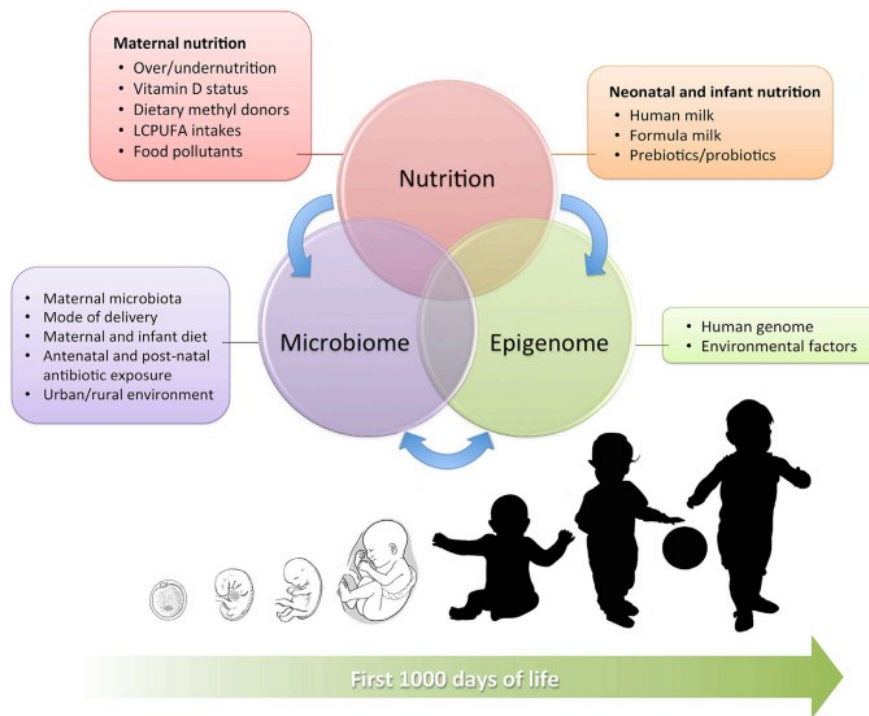 Maternal nutrition
• Over/undernutrition
• Vitamin D status
• Dietary methyl donors
• LCPUFA intakes
• Food pollutants
Neonatal and infant nutrition
• Human milk
• Formula milk
• Prebiotics/probiotics
Nutrition
• Maternal microbiota
• Mode of delivery
• Maternal and infant diet
• Antenatal and post-natal
antibiotic exposure
• Urban/rural environment
Microbiome
Epigenome
• Human genome
• Environmental factors
First 1000 days of life